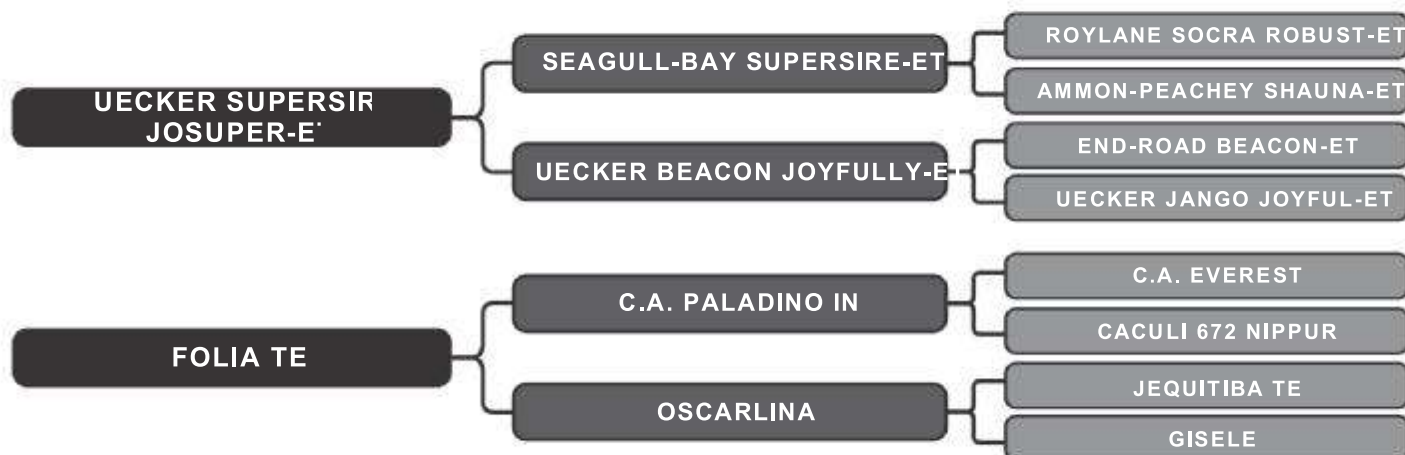 UECKER SUPERSIR
JOSUPER-E
SEAGULL-BAY SUPERSIRE-ET
UECKER BEACON JOYFULLY-ET
ROYLANE SOCRA ROBUST-ET
AMMON-PEACHEY SHAUNA-ET
END-ROAD BEACON-ET
UECKER JANGO JOYFUL-ET
FOLIA TE
C.A. PALADINO IN
OSCARLINA
C.A. EVEREST
CACULI 672 NIPPUR
JEQUITIBA TE
GISELE